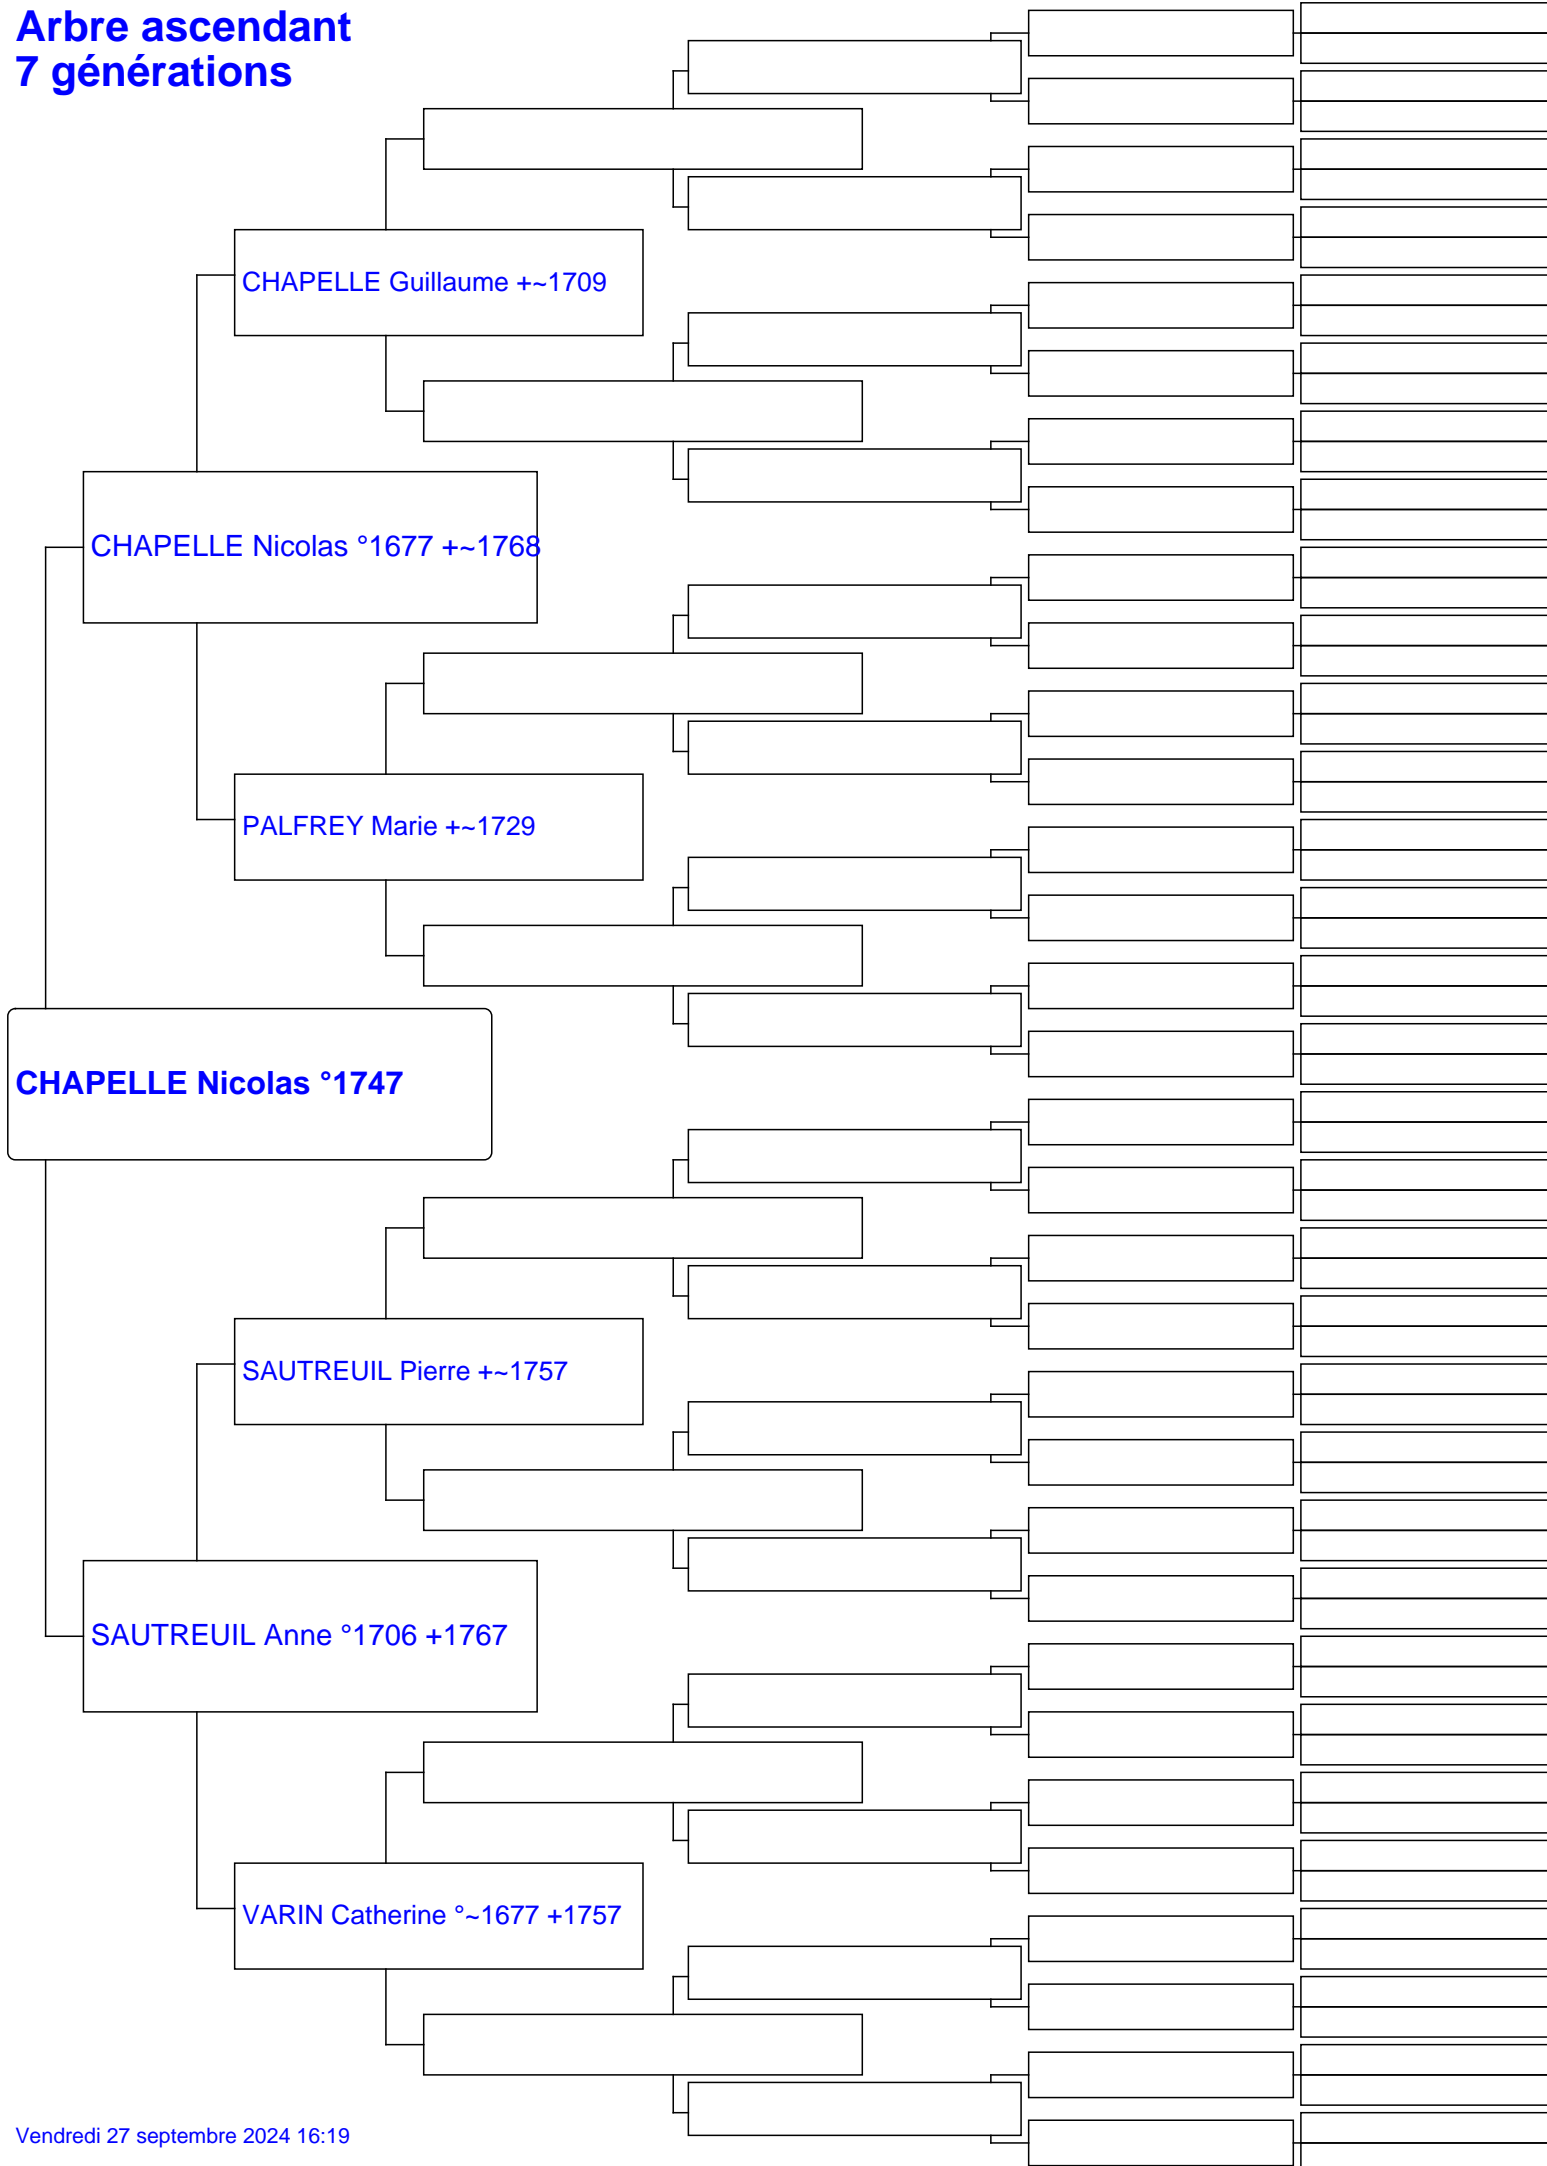 Arbre ascendant
7 générations
CHAPELLE Guillaume +~1709
CHAPELLE Nicolas °1677 +~1768
PALFREY Marie +~1729
CHAPELLE Nicolas °1747
SAUTREUIL Pierre +~1757
SAUTREUIL Anne °1706 +1767
VARIN Catherine °~1677 +1757
Vendredi 27 septembre 2024 16:19